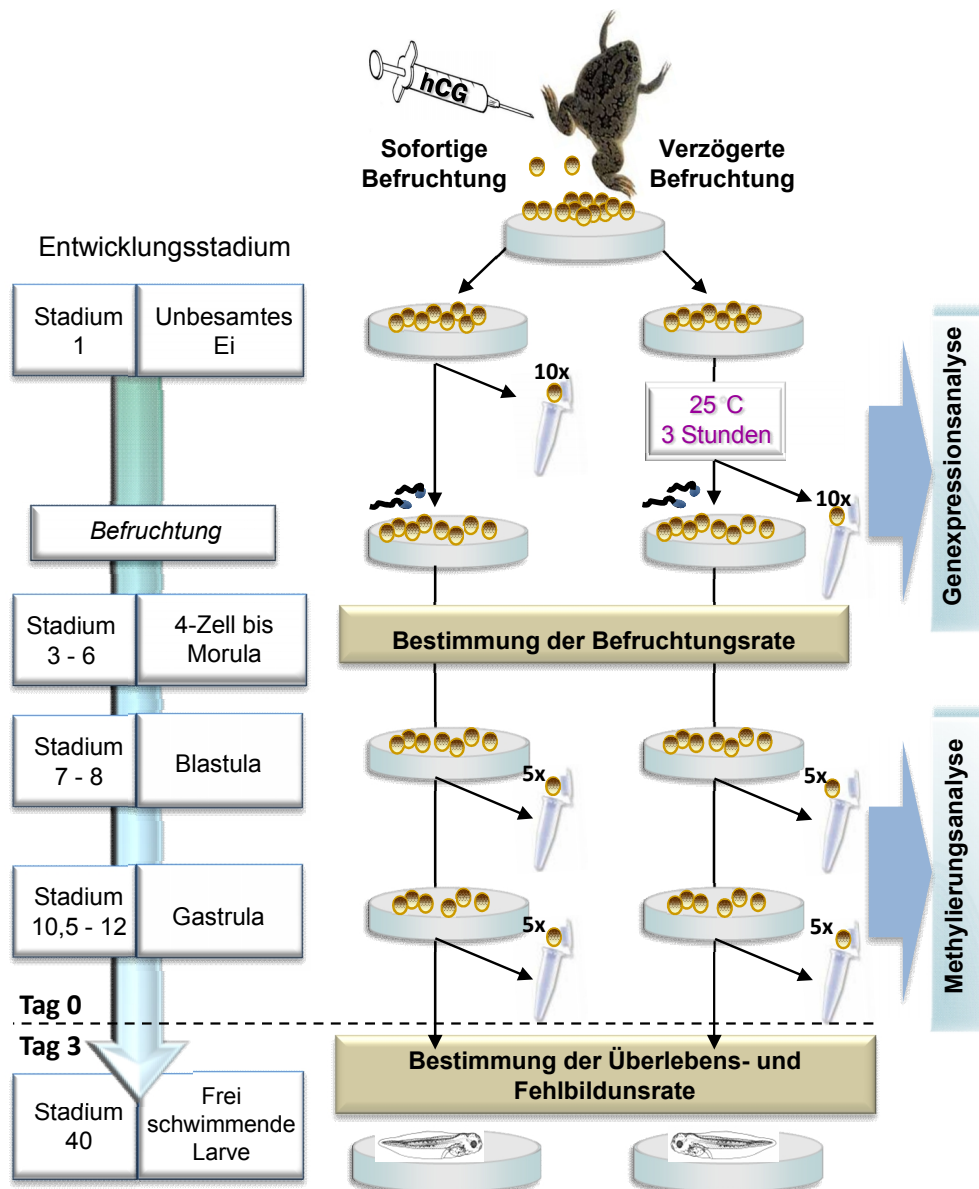 hCG
Sofortige
Befruchtung
Verzögerte
Befruchtung
Entwicklungsstadium
Stadium
1
Unbesamtes
Ei
10x
25 °C
3 Stunden
10x
Genexpressionsanalyse
Befruchtung
Stadium
3 - 6
4-Zell bis
Morula
Bestimmung der Befruchtungsrate
Stadium
7 - 8
Blastula
5x
5x
Stadium
10,5 - 12
Gastrula
5x
5x
Methylierungsanalyse
Tag 0
Tag 3
Bestimmung der Überlebens- und
Fehlbildunsrate
Stadium
40
Frei
schwimmende
Larve